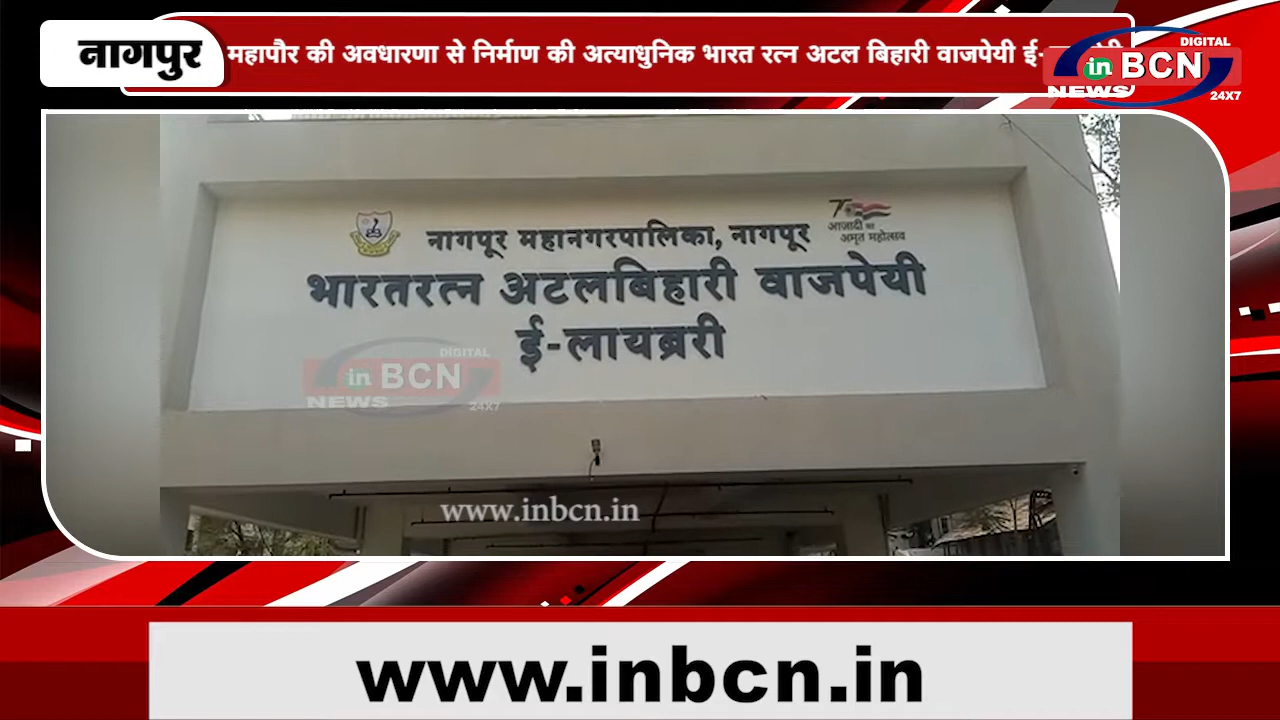 नागपुर
महापौर की अवधारणा से निर्माण की अत्याधुनिक भारत रत्न अटल बिहारी वाजपेयी
DIGITAL
in BCN
NEWS
24X7
नागपूर महानगरपालिका, नागपूर
आज़ादी का
अमृत महोत्सव
भारतरत्न अटलबिहारी वाजपेयी
ई-लायब्ररी
DIGITAL
in BCN
NEWS
24X7
www.inbcn.in
www.inbcn.in